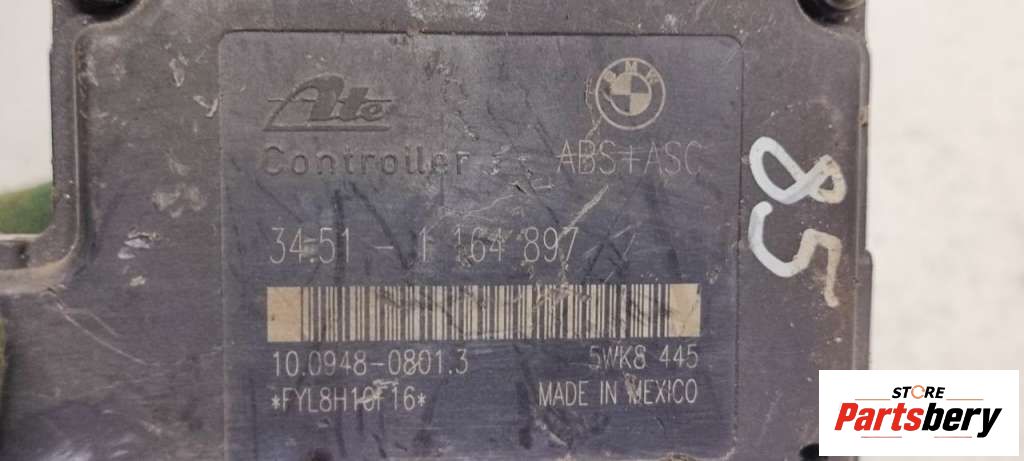 Ate
BMW
Controller
ABS+ASC
34.51 - 1 164 897
10.0948-0801.3
5WK8 445
*FYL8H10F16*
MADE IN MEXICO
85
STORE
Partsbery